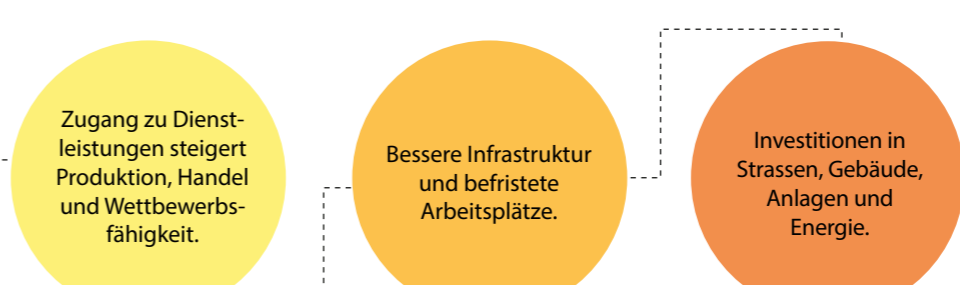 Zugang zu Dienst-
leistungen steigert
Produktion, Handel
und Wettbewerbs-
fähigkeit.
Bessere Infrastruktur
und befristete
Arbeitsplätze.
Investitionen in
Strassen, Gebäude,
Anlagen und
Energie.